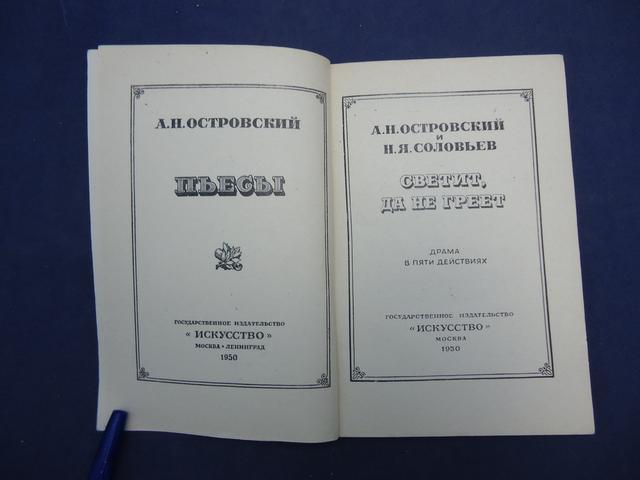 А.Н.ОСТРОВСКИЙ
ПЬЕСЫ
ГОСУДАРСТВЕННОЕ ИЗДАТЕЛЬСТВО
«ИСКУССТВО»
МОСКВА • ЛЕНИНГРАД
1950
А.Н.ОСТРОВСКИЙ
и
Н.Я.СОЛОВЬЕВ
СВЕТИТ,
ДА НЕ ГРЕЕТ
ДРАМА
В ПЯТИ ДЕЙСТВИЯХ
ГОСУДАРСТВЕННОЕ ИЗДАТЕЛЬСТВО
«ИСКУССТВО»
МОСКВА
1950